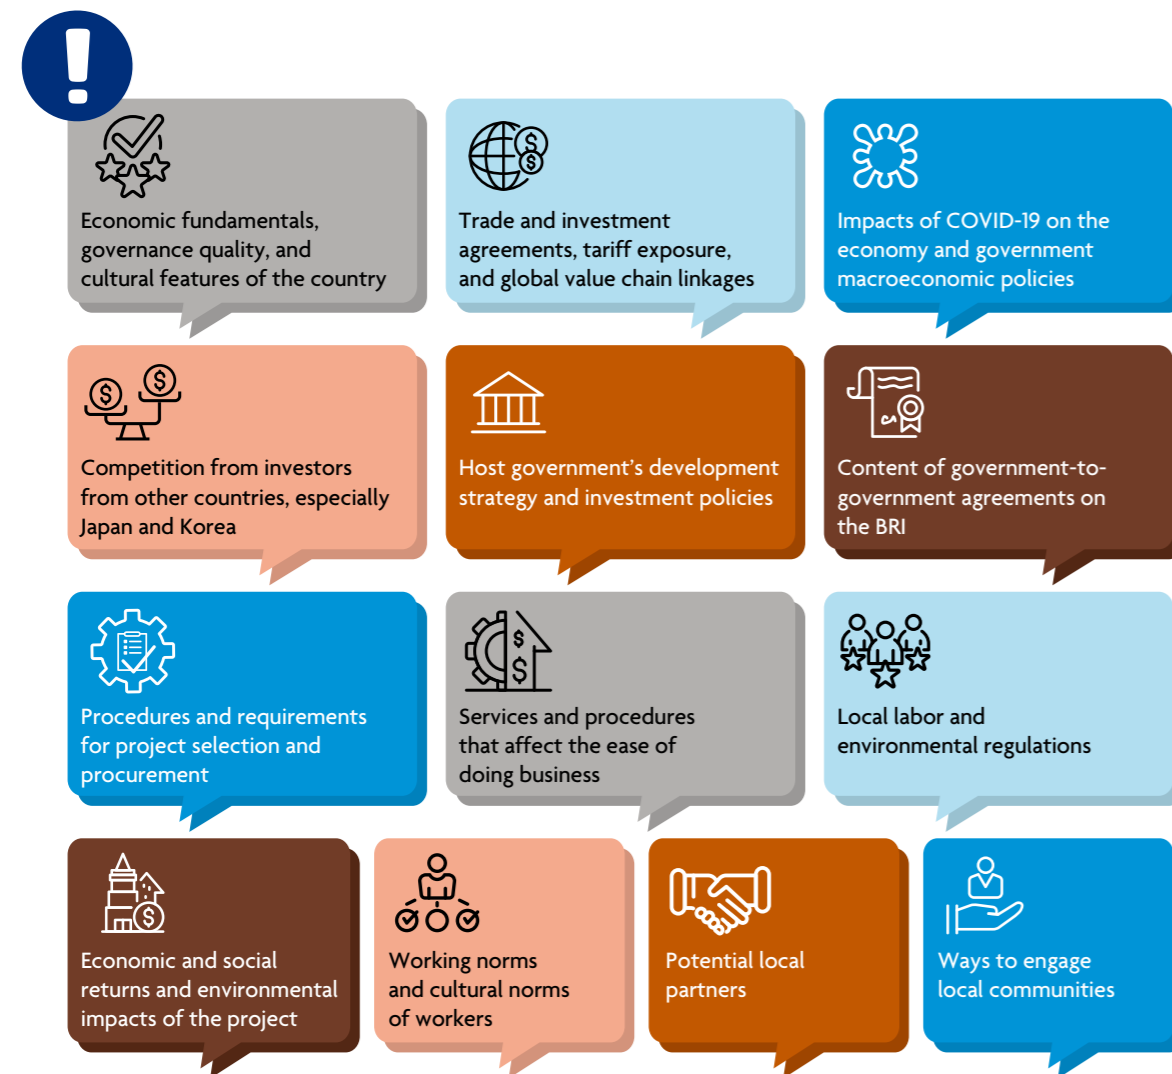 Economic fundamentals,
governance quality, and
cultural features of the country
Trade and investment
agreements, tariff exposure,
and global value chain linkages
Impacts of COVID-19 on the
economy and government
macroeconomic policies
Competition from investors
from other countries, especially
Japan and Korea
Host government’s development
strategy and investment policies
Content of government-to-
government agreements on
the BRI
Procedures and requirements
for project selection and
procurement
Services and procedures
that affect the ease of
doing business
Local labor and
environmental regulations
Economic and social
returns and environmental
impacts of the project
Working norms
and cultural norms
of workers
Potential local
partners
Ways to engage
local communities